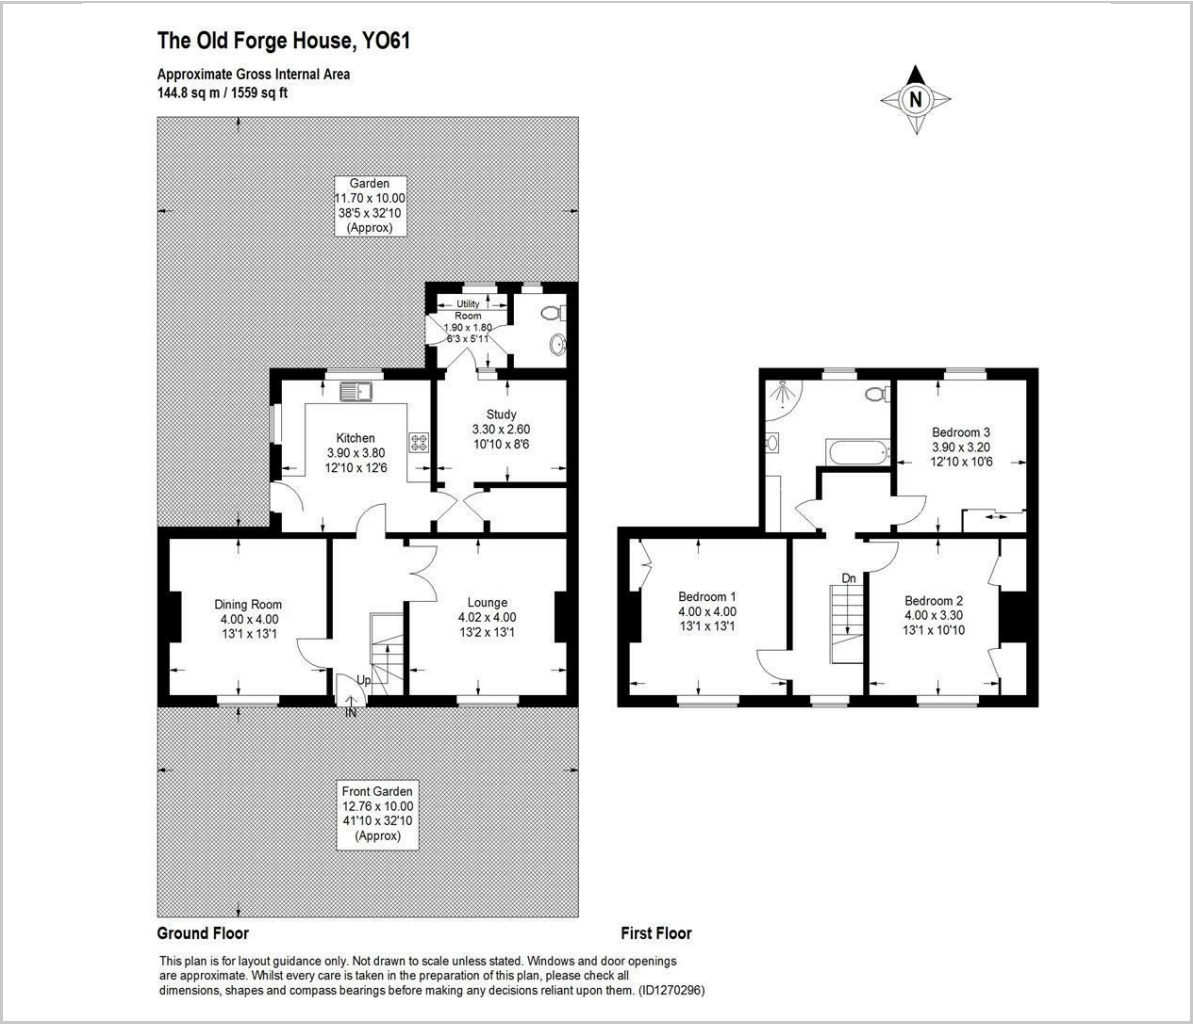 The Old Forge House, YO61
Approximate Gross Internal Area
144.8 sq m / 1559 sq ft
N
Garden
11.70 x 10.00
38'5 x 32'10
(Approx)
Utility
Room
1.90 x 1.80
6'3 x 5'11
Study
3.30 x 2.60
10'10 x 8'6
Kitchen
3.90 x 3.80
12'10 x 12'6
Dining Room
4.00 x 4.00
13'1 x 13'1
Lounge
4.02 x 4.00
13'2 x 13'1
Up
IN
Front Garden
12.76 x 10.00
41'10 x 32'10
(Approx)
Ground Floor
Bedroom 3
3.90 x 3.20
12'10 x 10'6
Dn
Bedroom 1
4.00 x 4.00
13'1 x 13'1
Bedroom 2
4.00 x 3.30
13'1 x 10'10
First Floor
This plan is for layout guidance only. Not drawn to scale unless stated. Windows and door openings
are approximate. Whilst every care is taken in the preparation of this plan, please check all
dimensions, shapes and compass bearings before making any decisions reliant upon them. (ID1270296)